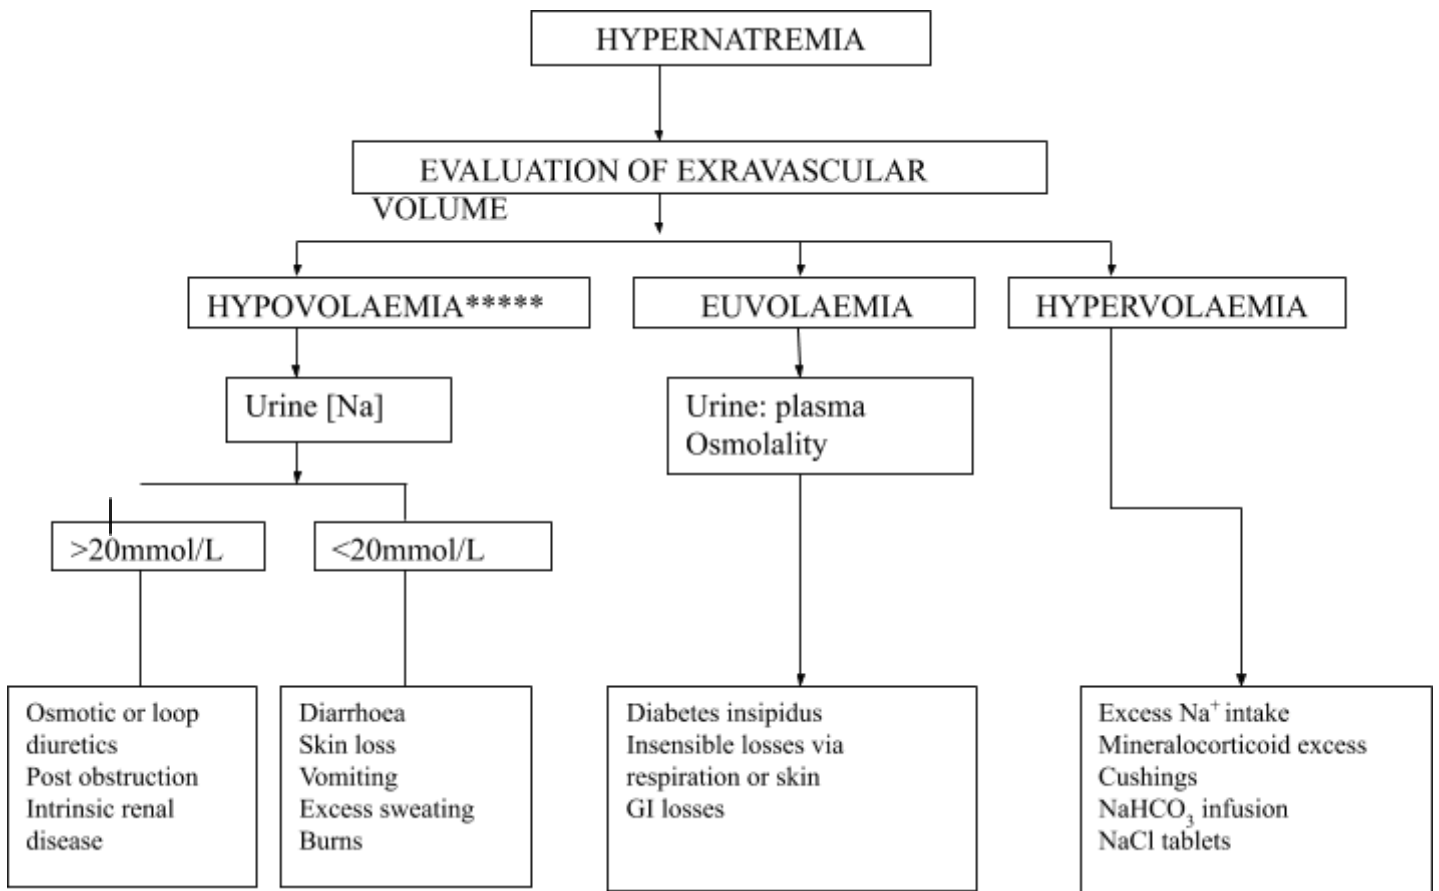 HYPERNATREMIA
EVALUATION OF EXRAVASCULAR
VOLUME
HYPOVOLAEMIA*****
EUVOLAEMIA
HYPERVOLAEMIA
Urine [Na]
Urine: plasma
Osmolality
>20mmol/L
<20mmol/L
Osmotic or loop
diuretics
Post obstruction
Intrinsic renal
disease
Diarrhoea
Skin loss
Vomiting
Excess sweating
Burns
Diabetes insipidus
Insensible losses via
respiration or skin
GI losses
Excess Na⁺ intake
Mineralocorticoid excess
Cushings
NaHCO₃ infusion
NaCl tablets